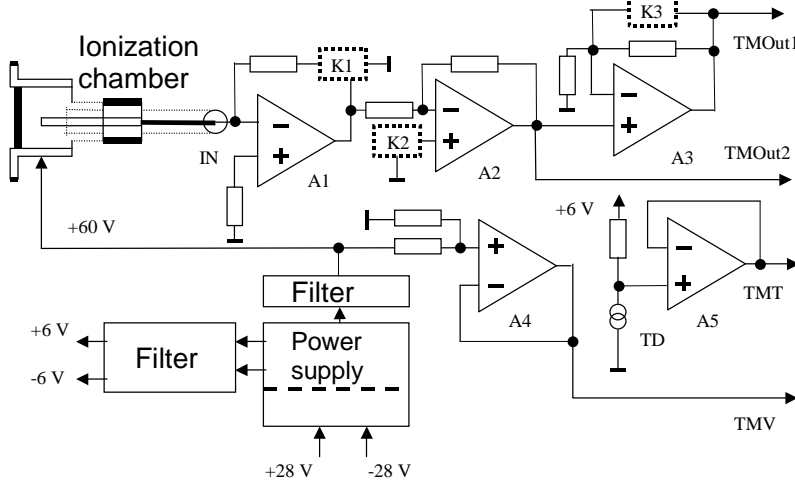 K3
TMOut1
Ionization
chamber
K1
IN
K2
A1
A2
A3
TMOut2
+60 V
+6 V
Filter
A4
TD
A5
TMT
+6 V
-6 V
Filter
Power
supply
TMV
+28 V
-28 V